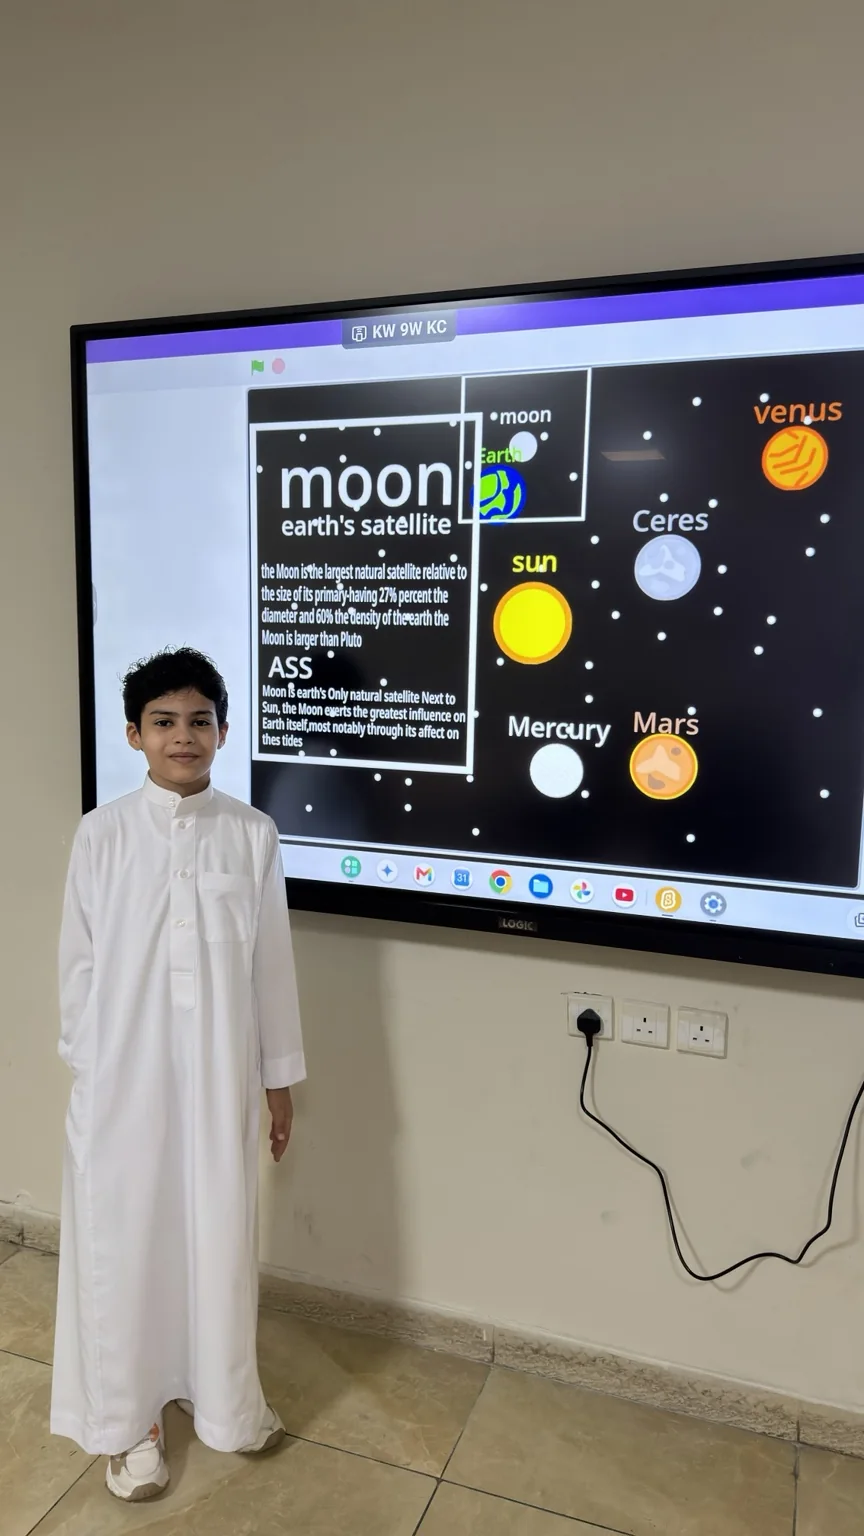 KW 9W KC
moon
Earth
venus
Ceres
sun
Mercury
Mars
moon
earth's satellite
the Moon is the largest natural satellite relative to
the size of its primary-having 27% percent the
diameter and 60% the density of the earth the
Moon is larger than Pluto
ASS
Moon is earth's Only natural satellite Next to
Sun, the Moon exerts the greatest influence on
Earth itself,most notably through its affect on
thes tides
31
LOGIC